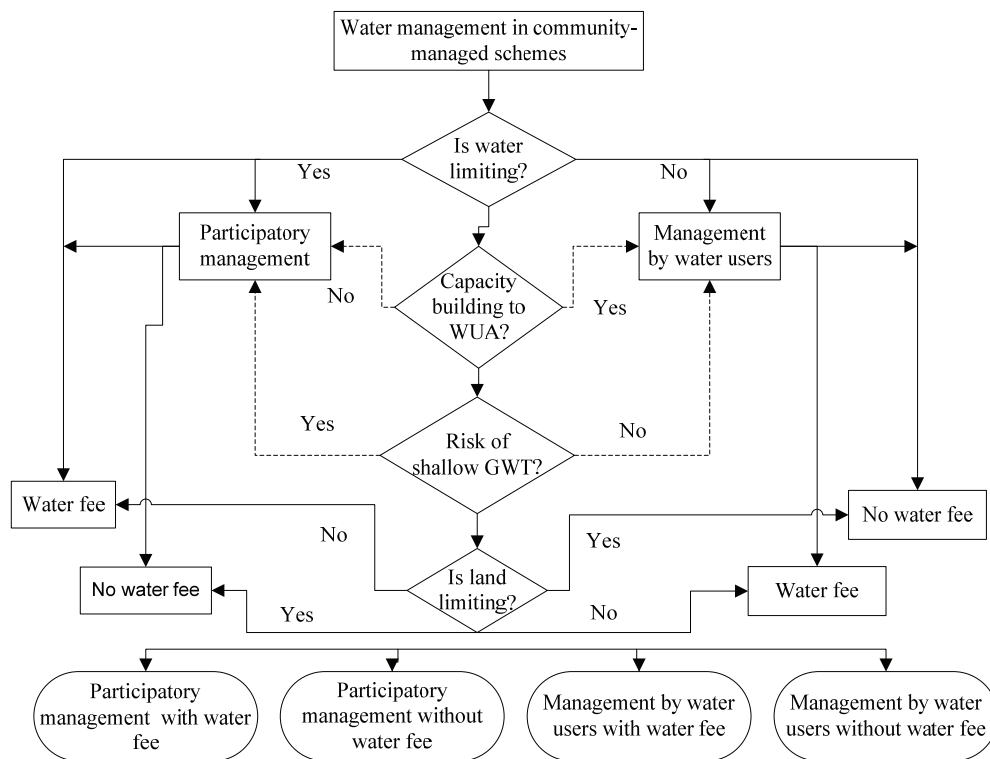 Water management in community-
managed schemes
Is water
limiting?
Yes
No
Participatory
management
Management
by water users
Capacity
building to
WUA?
No
Yes
Risk of
shallow GWT?
Yes
No
Water fee
No water fee
No
Yes
Is land
limiting?
No water fee
Water fee
Yes
No
Participatory
management with water
fee
Participatory
management without
water fee
Management by water
users with water fee
Management by water
users without water fee